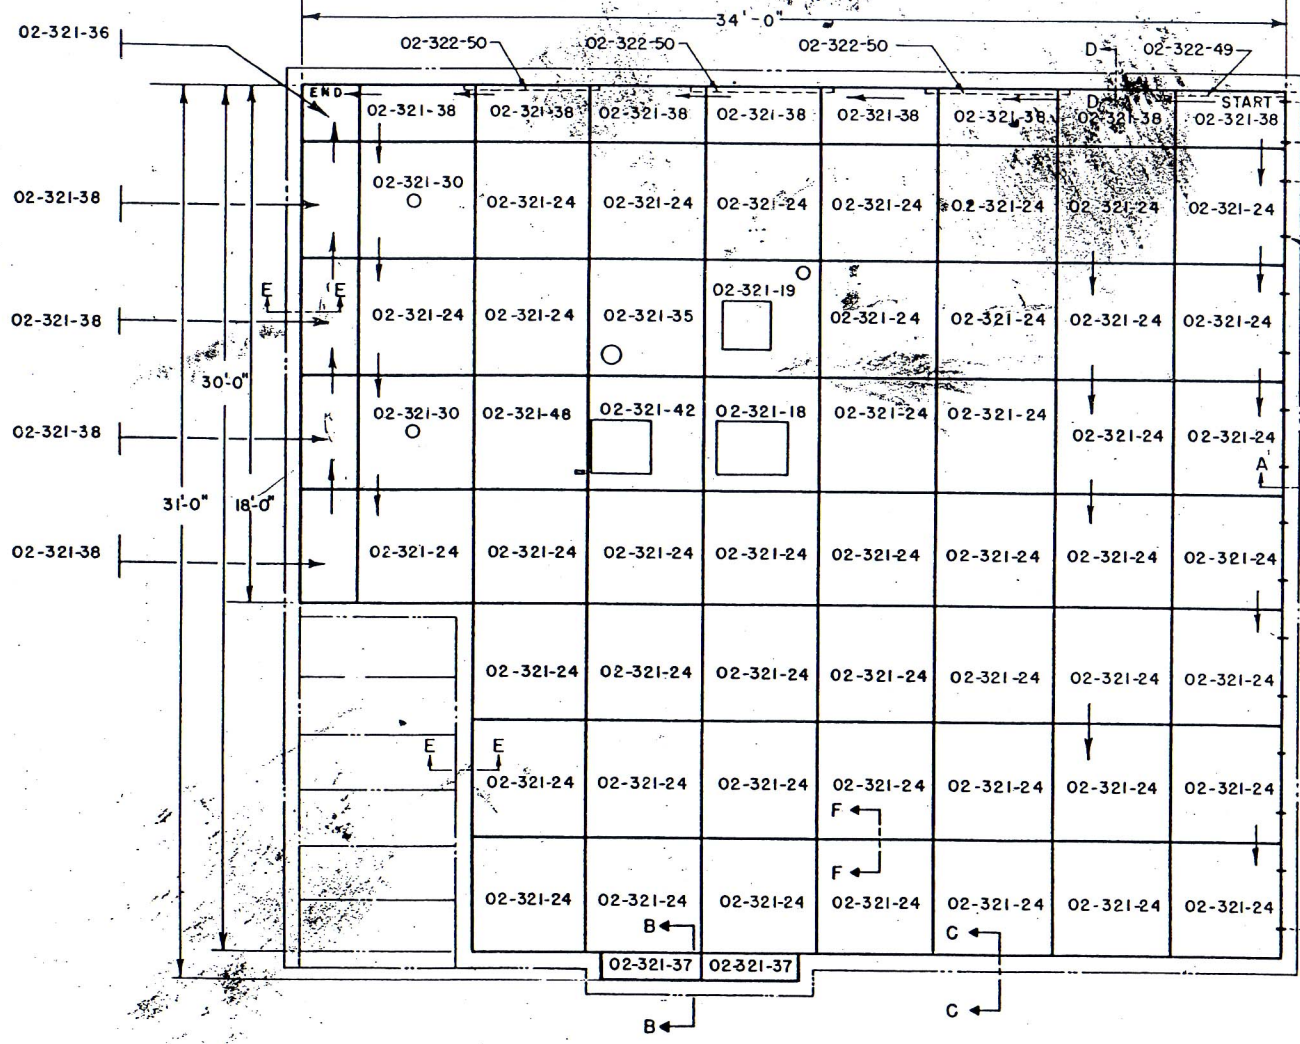 34'-0"
02-321-36
02-322-50 02-322-50 02-322-50 D 02-322-49
END D START
02-321-38 02-321-38 02-321-38 02-321-38 02-321-38 02-321-38 02-321-38 02-321-38
02-321-38 02-321-30 02-321-24 02-321-24 02-321-24 02-321-24 02-321-24 02-321-24 02-321-24
E E 02-321-19
02-321-38 02-321-24 02-321-24 02-321-35 02-321-24 02-321-24 02-321-24 02-321-24
30'-0"
02-321-38 02-321-30 02-321-48 02-321-42 02-321-18 02-321-24 02-321-24 02-321-24 02-321-24
A
31'-0" 18'-0"
02-321-38 02-321-24 02-321-24 02-321-24 02-321-24 02-321-24 02-321-24 02-321-24 02-321-24
02-321-24 02-321-24 02-321-24 02-321-24 02-321-24 02-321-24 02-321-24
E E
02-321-24 02-321-24 02-321-24 02-321-24 02-321-24 02-321-24 02-321-24
F
F
02-321-24 02-321-24 02-321-24 02-321-24 02-321-24 02-321-24 02-321-24
B C
02-321-37 02-321-37
B C